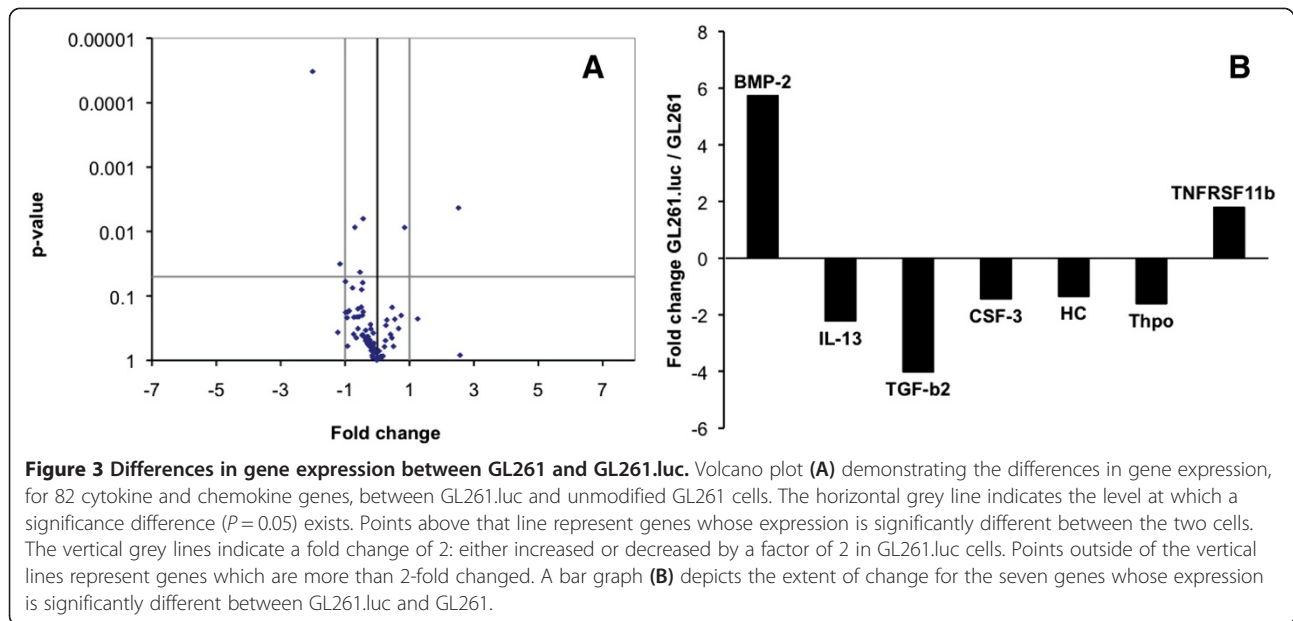 A
0.00001
0.0001
0.001
0.01
0.1
1
p-value
-7 -5 -3 -1 1 3 5 7
Fold change
B
8
6
4
2
0
-2
-4
-6
Fold change GL261.luc / GL261
BMP-2
IL-13
TGF-b2
CSF-3
HC
Thpo
TNFRSF11b
Figure 3 Differences in gene expression between GL261 and GL261.luc. Volcano plot (A) demonstrating the differences in gene expression,
for 82 cytokine and chemokine genes, between GL261.luc and unmodified GL261 cells. The horizontal grey line indicates the level at which a
significance difference (P = 0.05) exists. Points above that line represent genes whose expression is significantly different between the two cells.
The vertical grey lines indicate a fold change of 2: either increased or decreased by a factor of 2 in GL261.luc cells. Points outside of the vertical
lines represent genes which are more than 2-fold changed. A bar graph (B) depicts the extent of change for the seven genes whose expression
is significantly different between GL261.luc and GL261.